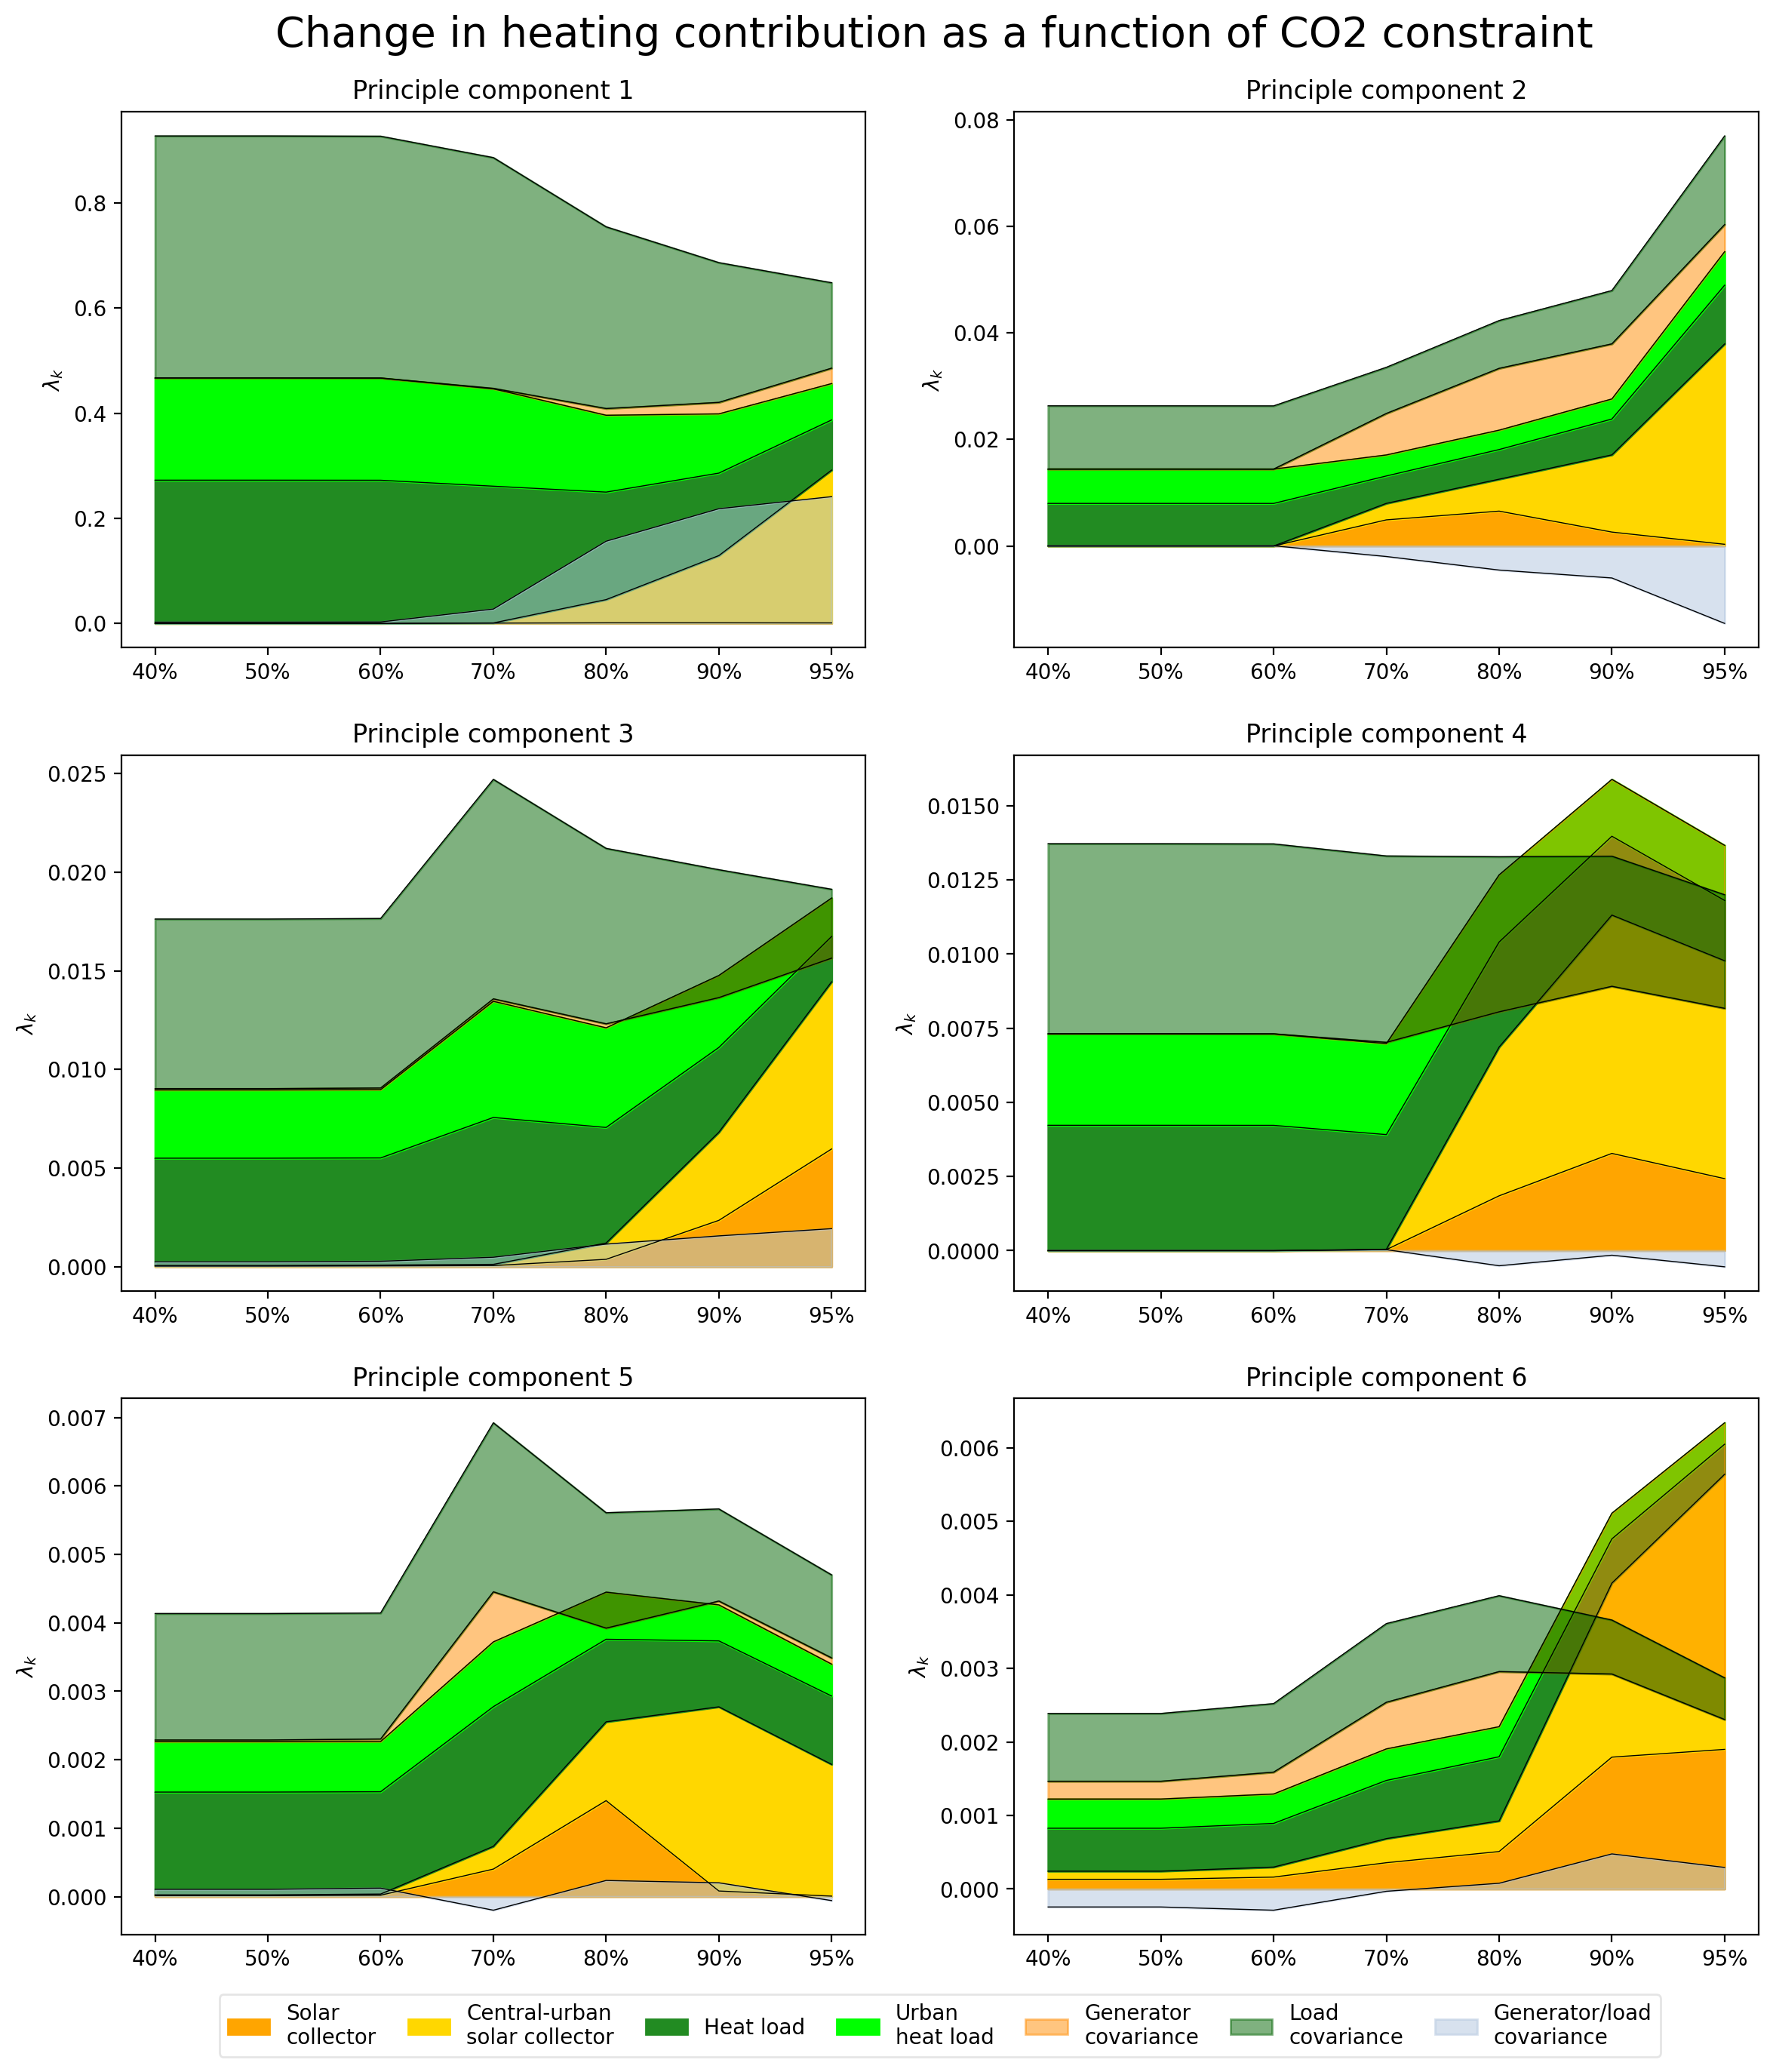 Change in heating contribution as a function of CO2 constraint
Principle component 1
λk
0.8
0.6
0.4
0.2
0.0
40% 50% 60% 70% 80% 90% 95%
Principle component 2
λk
0.08
0.06
0.04
0.02
0.00
40% 50% 60% 70% 80% 90% 95%
Principle component 3
λk
0.025
0.020
0.015
0.010
0.005
0.000
40% 50% 60% 70% 80% 90% 95%
Principle component 4
λk
0.0150
0.0125
0.0100
0.0075
0.0050
0.0025
0.0000
40% 50% 60% 70% 80% 90% 95%
Principle component 5
λk
0.007
0.006
0.005
0.004
0.003
0.002
0.001
0.000
40% 50% 60% 70% 80% 90% 95%
Principle component 6
λk
0.006
0.005
0.004
0.003
0.002
0.001
0.000
40% 50% 60% 70% 80% 90% 95%
Solar
collector
Central-urban
solar collector
Heat load
Urban
heat load
Generator
covariance
Load
covariance
Generator/load
covariance